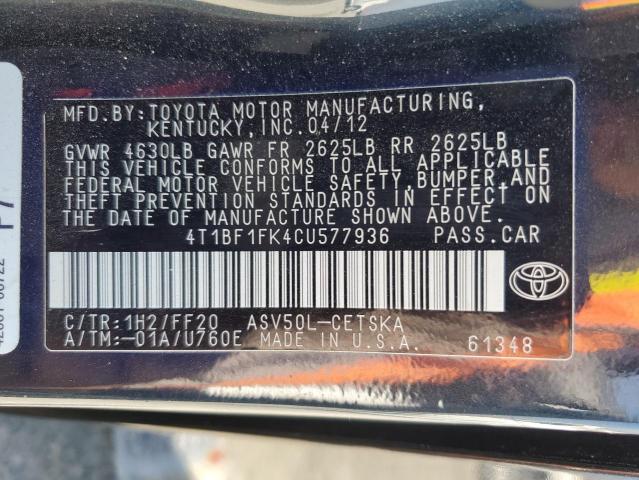 MFD.BY:TOYOTA MOTOR MANUFACTURING,
KENTUCKY,INC.04/12
GVWR 4630LB GAWR FR 2625LB RR 2625LB
THIS VEHICLE CONFORMS TO ALL APPLICABLE
FEDERAL MOTOR VEHICLE SAFETY,BUMPER,AND
THEFT PREVENTION STANDARDS IN EFFECT ON
THE DATE OF MANUFACTURE SHOWN ABOVE.
4T1BF1FK4CU577936 PASS.CAR
C/TR:1H2/FF20 ASV50L-CETSKA
A/TM:-01A/U760E MADE IN U.S.A. 61348